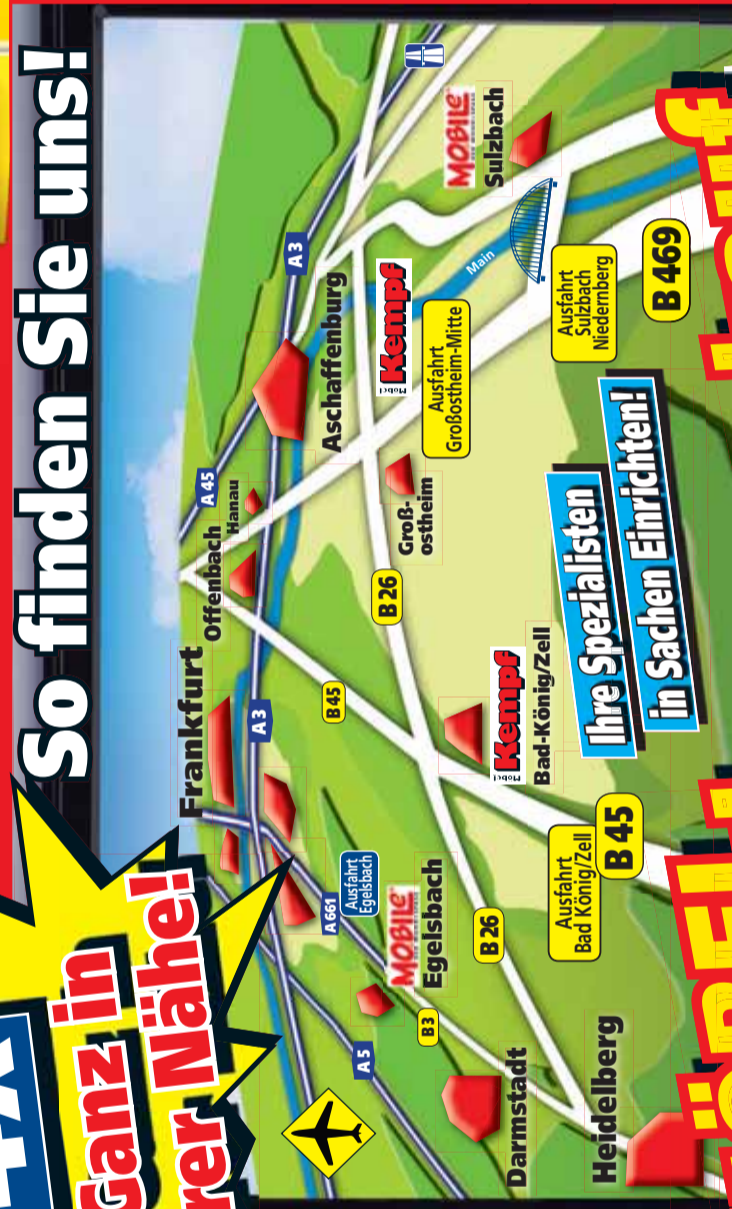 So finden Sie uns!
4x
Ganz in
rer Nähe!
Frankfurt
Offenbach
Hanau
A 45
A 3
A 3
Aschaffenburg
MOBILE
Sulzbach
Main
Möbel Kempf
Ausfahrt
Großostheim-Mitte
Ausfahrt
Sulzbach
Niedernberg
B 469
Groß-
ostheim
B 26
B 45
Möbel Kempf
Bad-König/Zell
Ausfahrt
Bad König/Zell
B 45
A 661
Ausfahrt
Egelsbach
MOBILE
Egelsbach
B 26
B3
A 5
Darmstadt
Heidelberg
Ihre Spezialisten
in Sachen Einrichten!